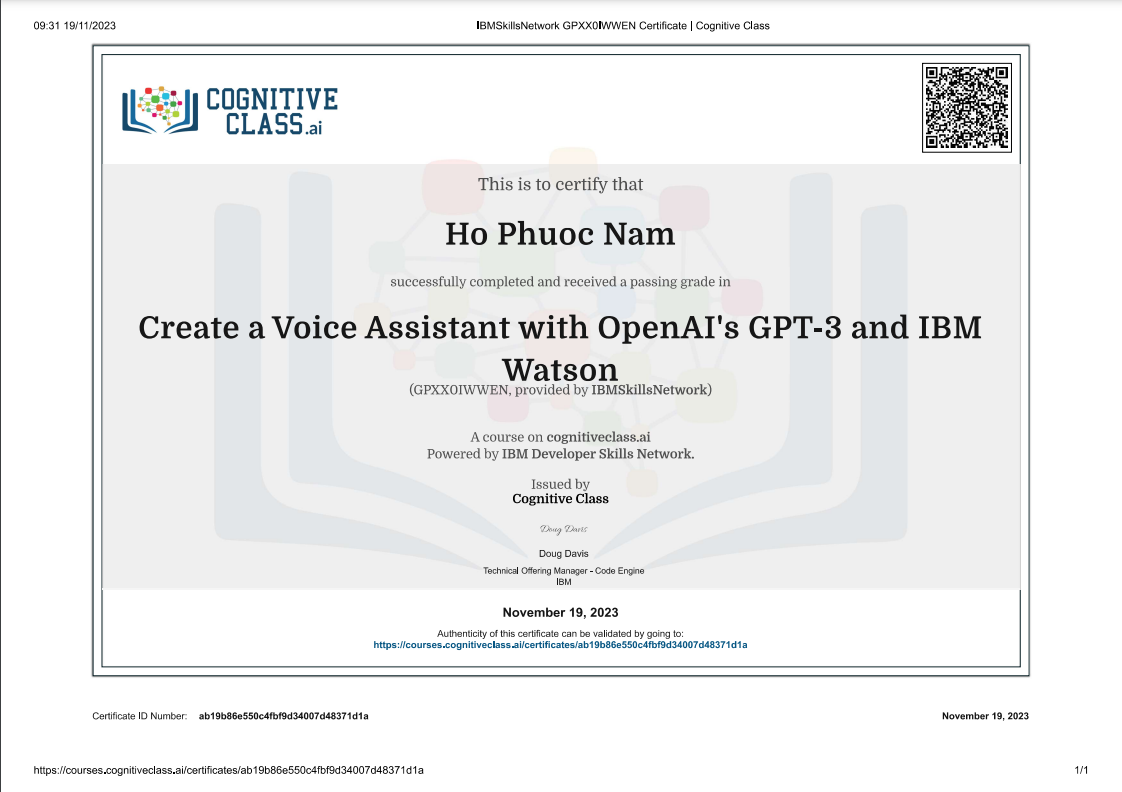 09:31 19/11/2023
IBMSkillsNetwork GPXX0IWWEN Certificate | Cognitive Class
COGNITIVE
CLASS.ai
This is to certify that
Ho Phuoc Nam
successfully completed and received a passing grade in
Create a Voice Assistant with OpenAI's GPT-3 and IBM
Watson
(GPXX0IWWEN, provided by IBMSkillsNetwork)
A course on cognitiveclass.ai
Powered by IBM Developer Skills Network.
Issued by
Cognitive Class
Doug Davis
Doug Davis
Technical Offering Manager - Code Engine
IBM
November 19, 2023
Authenticity of this certificate can be validated by going to:
https://courses.cognitiveclass.ai/certificates/ab19b86e550c4fbf9d34007d48371d1a
Certificate ID Number: ab19b86e550c4fbf9d34007d48371d1a
November 19, 2023
https://courses.cognitiveclass.ai/certificates/ab19b86e550c4fbf9d34007d48371d1a
1/1